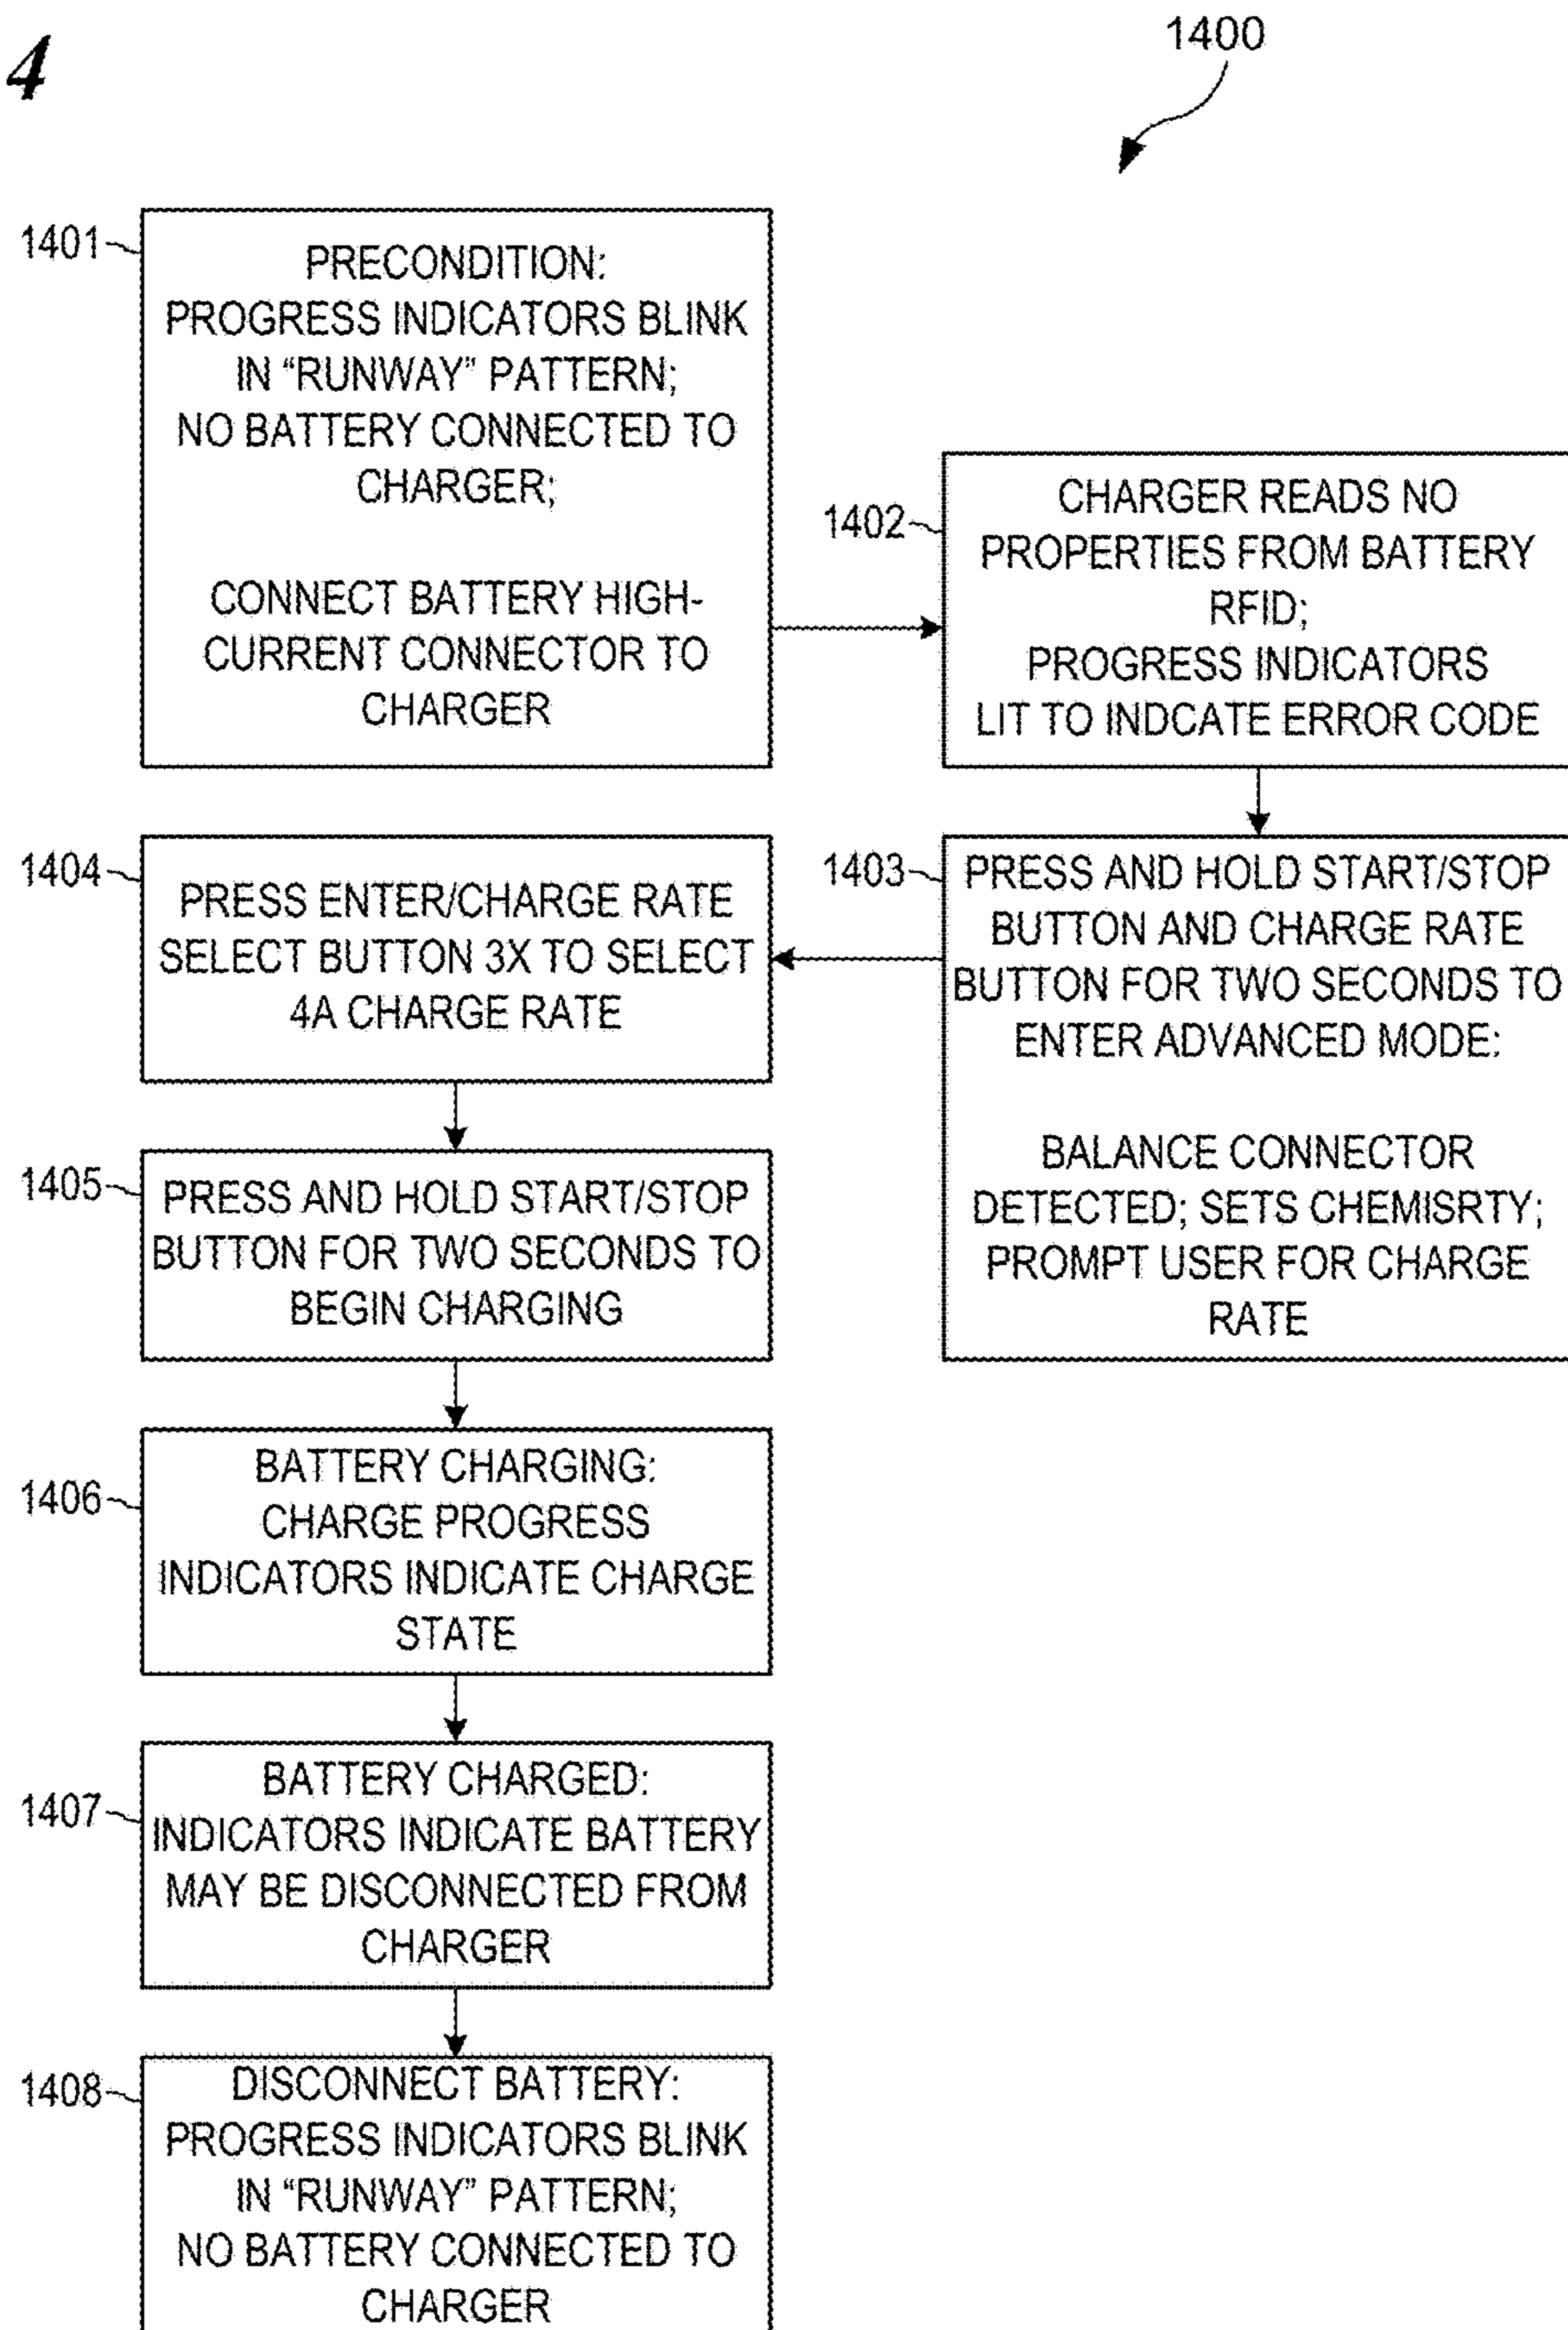 4
1400
1401
PRECONDITION:
PROGRESS INDICATORS BLINK
IN “RUNWAY” PATTERN;
NO BATTERY CONNECTED TO
CHARGER;
CONNECT BATTERY HIGH-
CURRENT CONNECTOR TO
CHARGER
1402
CHARGER READS NO
PROPERTIES FROM BATTERY
RFID;
PROGRESS INDICATORS
LIT TO INDCATE ERROR CODE
1403
PRESS AND HOLD START/STOP
BUTTON AND CHARGE RATE
BUTTON FOR TWO SECONDS TO
ENTER ADVANCED MODE:
BALANCE CONNECTOR
DETECTED; SETS CHEMISRTY;
PROMPT USER FOR CHARGE
RATE
1404
PRESS ENTER/CHARGE RATE
SELECT BUTTON 3X TO SELECT
4A CHARGE RATE
1405
PRESS AND HOLD START/STOP
BUTTON FOR TWO SECONDS TO
BEGIN CHARGING
1406
BATTERY CHARGING:
CHARGE PROGRESS
INDICATORS INDICATE CHARGE
STATE
1407
BATTERY CHARGED:
INDICATORS INDICATE BATTERY
MAY BE DISCONNECTED FROM
CHARGER
1408
DISCONNECT BATTERY:
PROGRESS INDICATORS BLINK
IN “RUNWAY” PATTERN;
NO BATTERY CONNECTED TO
CHARGER